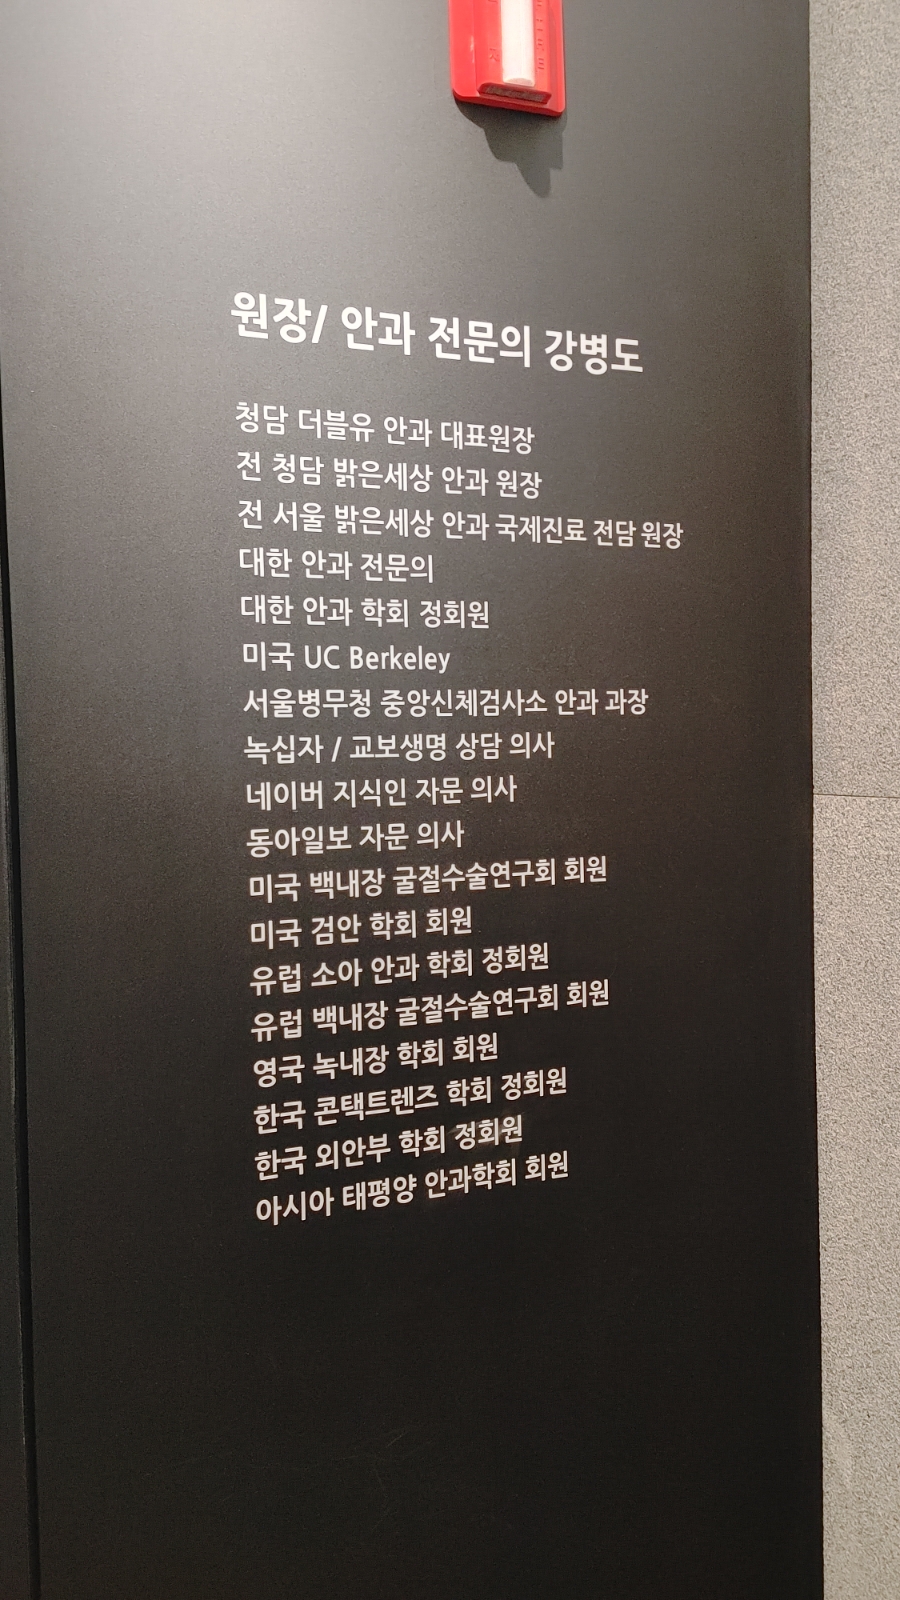 원장/ 안과 전문의 강병도
청담 더블유 안과 대표원장
전 청담 밝은세상 안과 원장
전 서울 밝은세상 안과 국제진료 전담 원장
대한 안과 전문의
대한 안과 학회 정회원
미국 UC Berkeley
서울병무청 중앙신체검사소 안과 과장
녹십자 / 교보생명 상담 의사
네이버 지식인 자문 의사
동아일보 자문 의사
미국 백내장 굴절수술연구회 회원
미국 검안 학회 회원
유럽 소아 안과 학회 정회원
유럽 백내장 굴절수술연구회 회원
영국 녹내장 학회 회원
한국 콘택트렌즈 학회 정회원
한국 외안부 학회 정회원
아시아 태평양 안과학회 회원